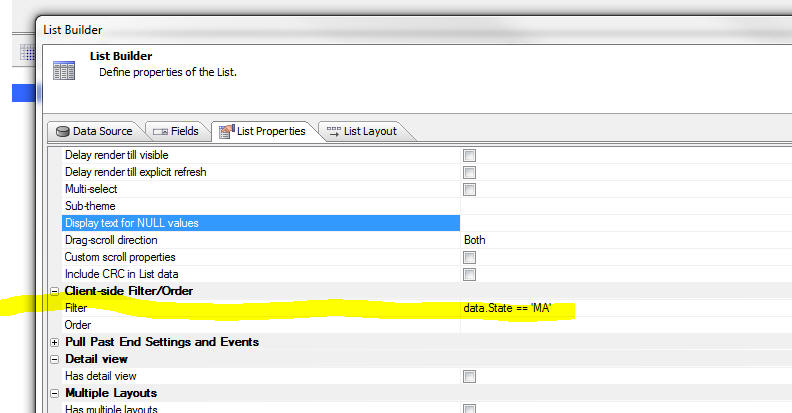 List Builder
List Builder
Define properties of the List.
Data Source Fields List Properties List Layout
Delay render till visible
Delay render till explicit refresh
Multi-select
Sub-theme
Display text for NULL values
Drag-scroll direction Both
Custom scroll properties
Include CRC in List data
Client-side Filter/Order
Filter data.State == 'MA'
Order
Pull Past End Settings and Events
Detail view
Has detail view
Multiple Layouts
Has multiple layouts